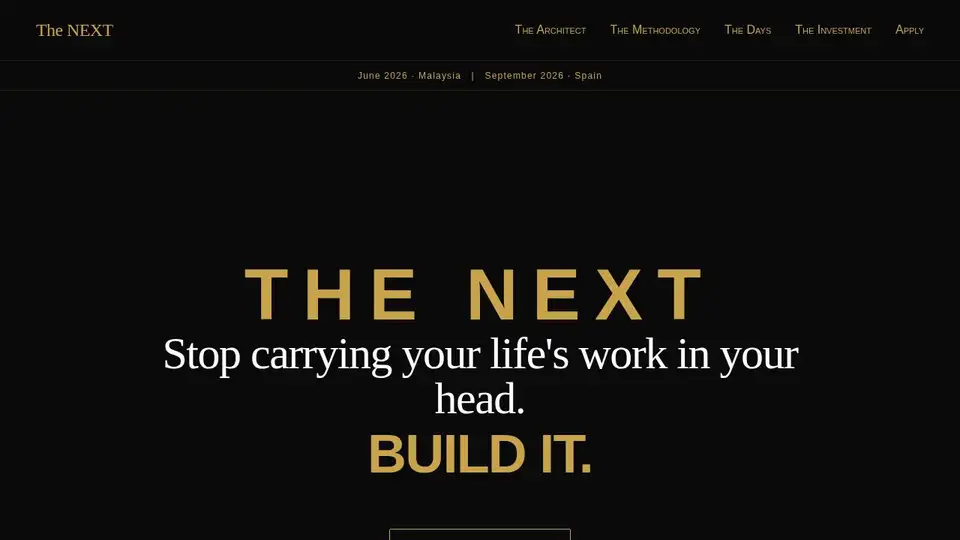 The NEXT
The Architect The Methodology The Days The Investment Apply
June 2026 · Malaysia | September 2026 · Spain
THE NEXT
Stop carrying your life's work in your
head.
BUILD IT.